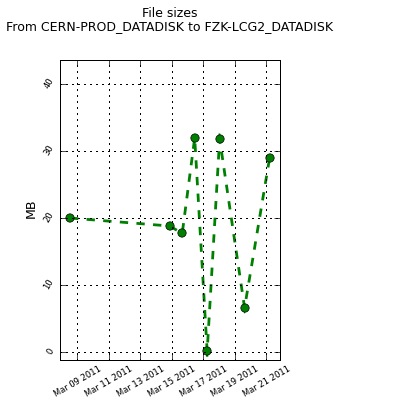 File sizes
From CERN-PROD_DATADISK to FZK-LCG2_DATADISK
40
30
20
10
0
MB
Mar 09 2011
Mar 11 2011
Mar 13 2011
Mar 15 2011
Mar 17 2011
Mar 19 2011
Mar 21 2011